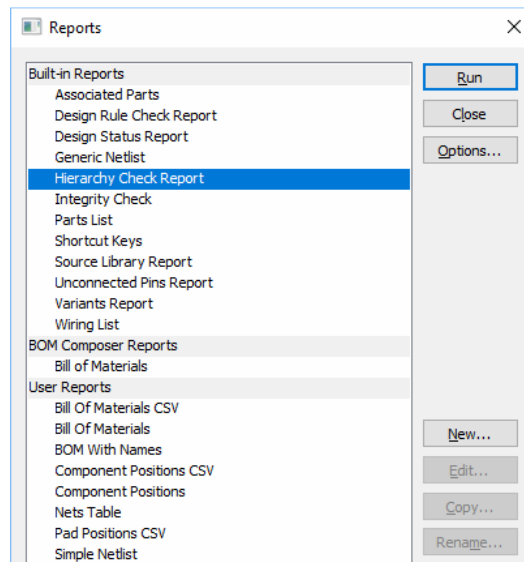 Reports
Built-in Reports
Associated Parts
Design Rule Check Report
Design Status Report
Generic Netlist
Hierarchy Check Report
Integrity Check
Parts List
Shortcut Keys
Source Library Report
Unconnected Pins Report
Variants Report
Wiring List
BOM Composer Reports
Bill of Materials
User Reports
Bill Of Materials CSV
Bill Of Materials
BOM With Names
Component Positions CSV
Component Positions
Nets Table
Pad Positions CSV
Simple Netlist
Run
Close
Options...
New...
Edit...
Copy...
Rename...